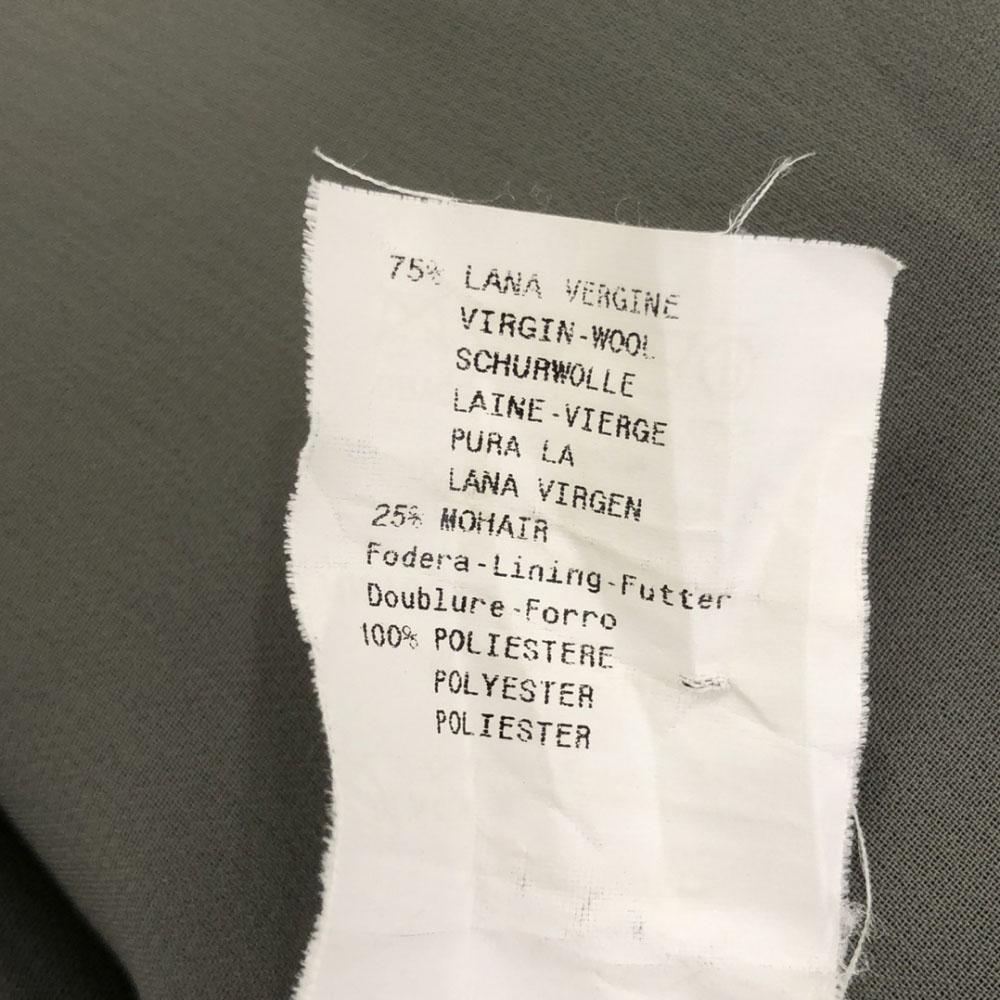 75% LANA VERGINE
VIRGIN-WOOL
SCHURWOLLE
LAINE-VIERGE
PURA LA
LANA VIRGEN
25% MOHAIR
Fodera-Lining-Futter
Doublure-Forro
100% POLIESTERE
POLYESTER
POLIESTER